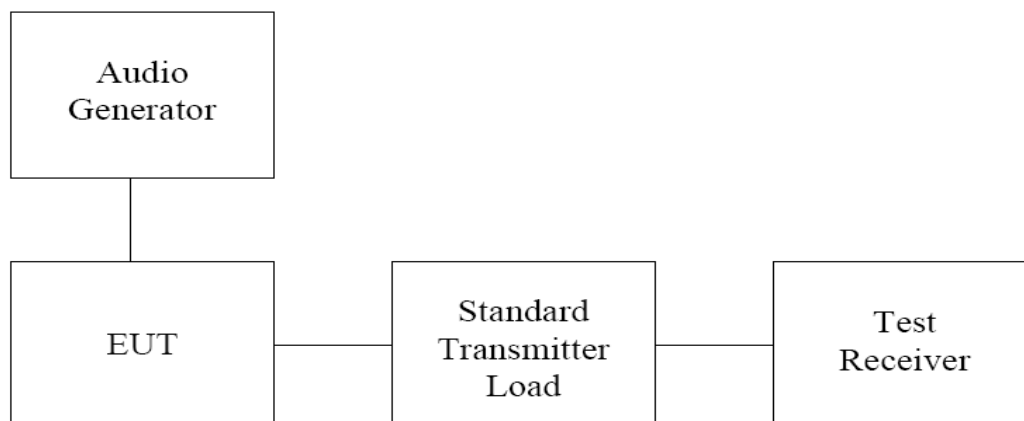 Audio
Generator
EUT
Standard
Transmitter
Load
Test
Receiver